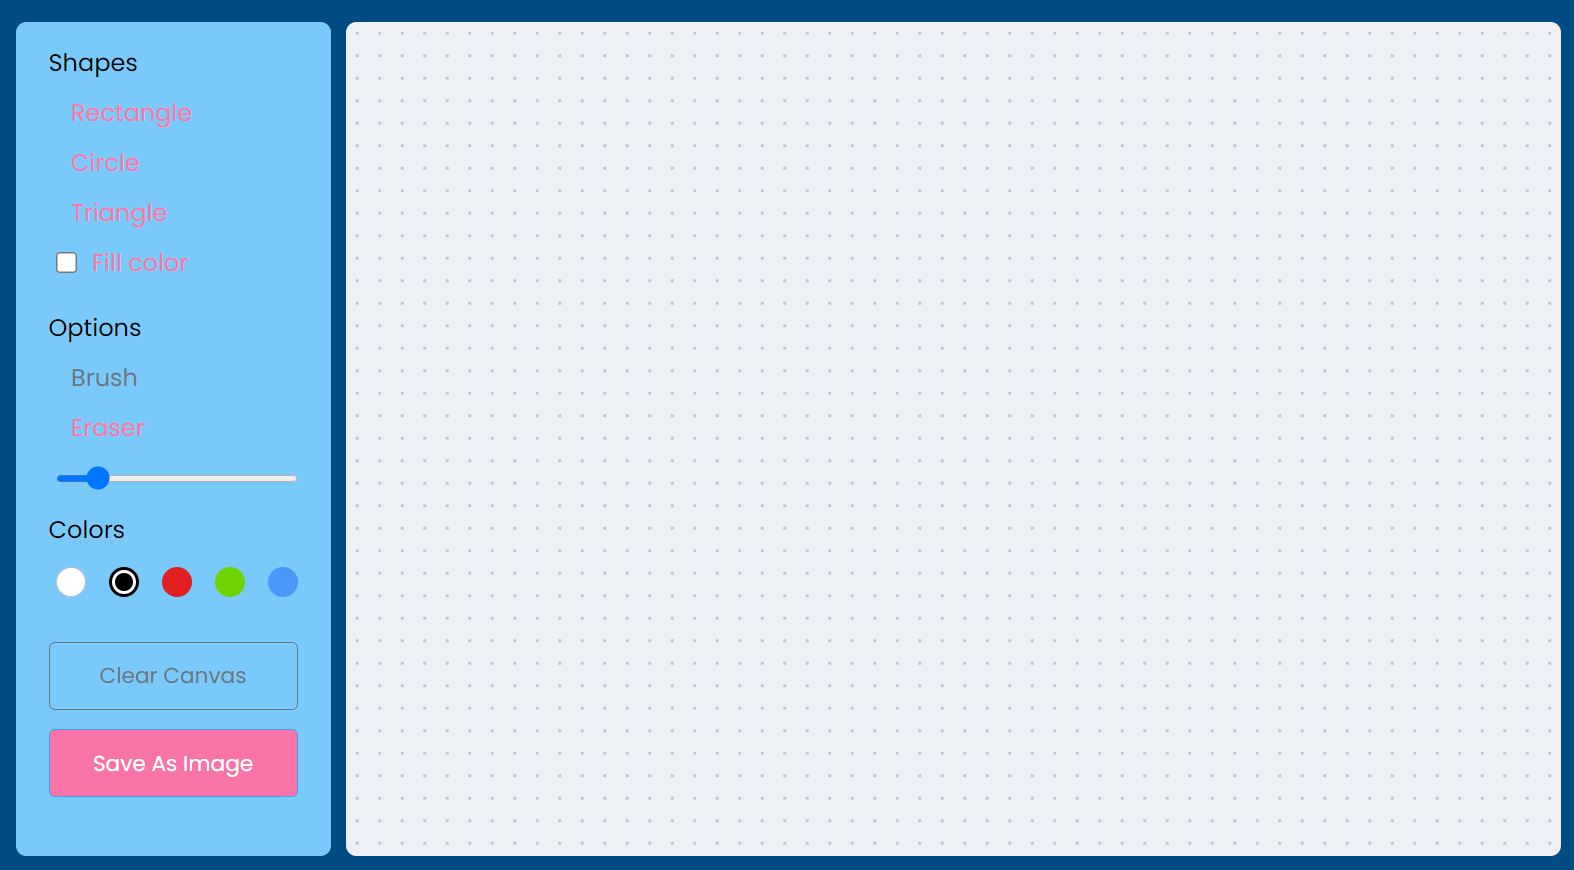 Shapes
Rectangle
Circle
Triangle
Fill color
Options
Brush
Eraser
Colors
Clear Canvas
Save As Image